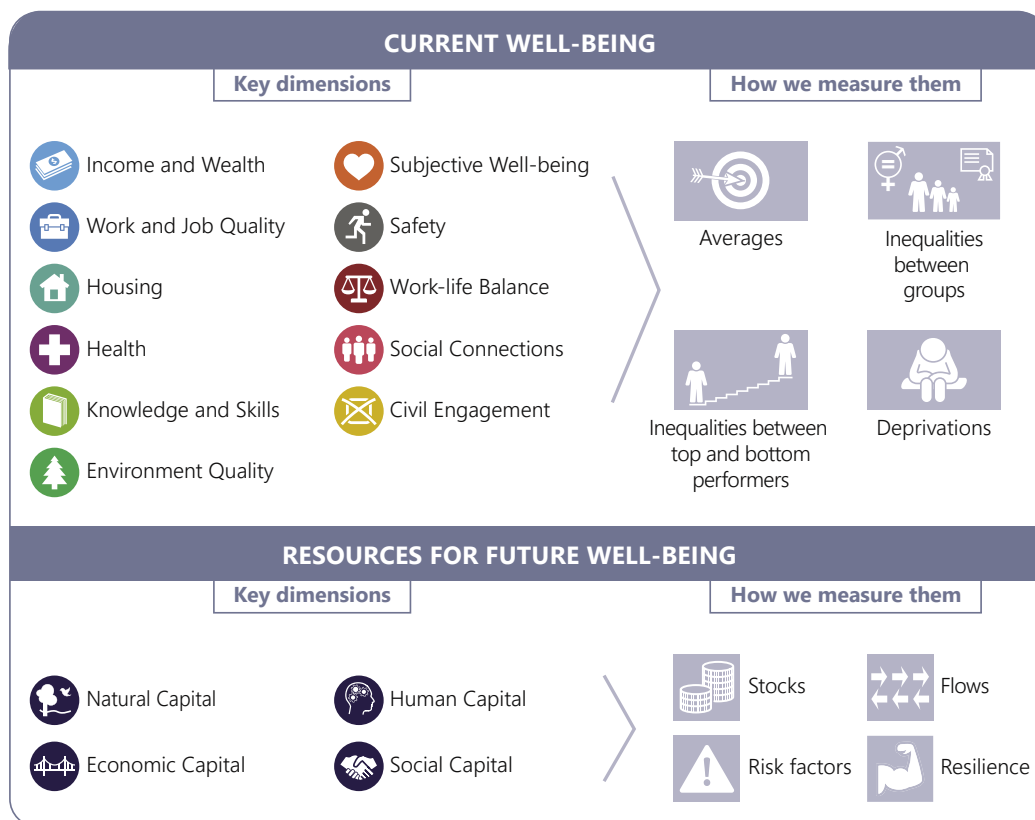 CURRENT WELL-BEING
Key dimensions
How we measure them
Income and Wealth
Subjective Well-being
Work and Job Quality
Safety
Housing
Work-life Balance
Health
Social Connections
Knowledge and Skills
Civil Engagement
Environment Quality
Averages
Inequalities
between
groups
Inequalities between
top and bottom
performers
Deprivations
RESOURCES FOR FUTURE WELL-BEING
Key dimensions
How we measure them
Natural Capital
Human Capital
Economic Capital
Social Capital
Stocks
Flows
Risk factors
Resilience